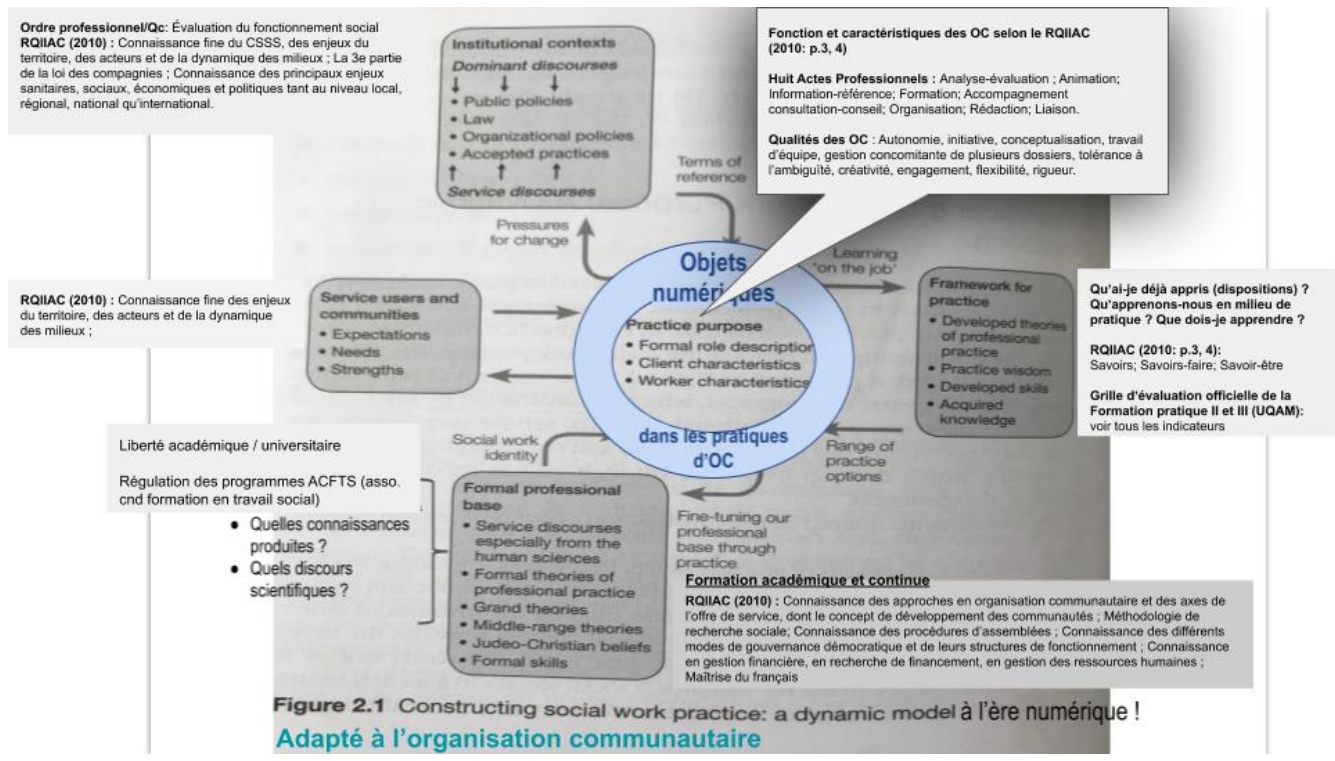 Ordre professionnel/Qc: Évaluation du fonctionnement social
RQIIAC (2010) : Connaissance fine du CSSS, des enjeux du
territoire, des acteurs et de la dynamique des milieux ; La 3e partie
de la loi des compagnies ; Connaissance des principaux enjeux
sanitaires, sociaux, économiques et politiques tant au niveau local,
régional, national qu'international.
Institutional contexts
Dominant discourses
• Public policies
• Law
• Organizational policies
• Accepted practices
Service discourses
Fonction et caractéristiques des OC selon le RQIIAC
(2010: p.3, 4)
Huit Actes Professionnels : Analyse-évaluation ; Animation;
Information-référence; Formation; Accompagnement
consultation-conseil; Organisation; Rédaction; Liaison.
Qualités des OC : Autonomie, initiative, conceptualisation, travail
d'équipe, gestion concomitante de plusieurs dossiers, tolérance à
l'ambiguïté, créativité, engagement, flexibilité, rigueur.
Terms of
reference
Pressures
for change
Learning
'on the job'
Objets
numériques
Practice purpose
• Formal role description
• Client characteristics
• Worker characteristics
dans les pratiques
d'OC
RQIIAC (2010) : Connaissance fine des enjeux
du territoire, des acteurs et de la dynamique
des milieux ;
Service users and
communities
• Expectations
• Needs
• Strengths
Framework for
practice
• Developed theories
of professional
practice
• Practice wisdom
• Developed skills
• Acquired
knowledge
Qu'ai-je déjà appris (dispositions) ?
Qu'apprenons-nous en milieu de
pratique ? Que dois-je apprendre ?
RQIIAC (2010: p.3, 4):
Savoirs; Savoirs-faire; Savoir-être
Grille d'évaluation officielle de la
Formation pratique II et III (UQAM):
voir tous les indicateurs
Social work
identity
Range of
practice
options
Liberté académique / universitaire
Régulation des programmes ACFTS (asso.
cnd formation en travail social)
• Quelles connaissances
produites ?
• Quels discours
scientifiques ?
Formal professional
base
• Service discourses
especially from the
human sciences
• Formal theories of
professional practice
• Grand theories
• Middle-range theories
• Judeo-Christian beliefs
• Formal skills
Fine-tuning our
professional
base through
practice
Formation académique et continue
RQIIAC (2010) : Connaissance des approches en organisation communautaire et des axes de
l'offre de service, dont le concept de développement des communautés ; Méthodologie de
recherche sociale; Connaissance des procédures d'assemblées ; Connaissance des différents
modes de gouvernance démocratique et de leurs structures de fonctionnement ; Connaissance
en gestion financière, en recherche de financement, en gestion des ressources humaines ;
Maîtrise du français
Figure 2.1 Constructing social work practice: a dynamic model à l'ère numérique !
Adapté à l'organisation communautaire